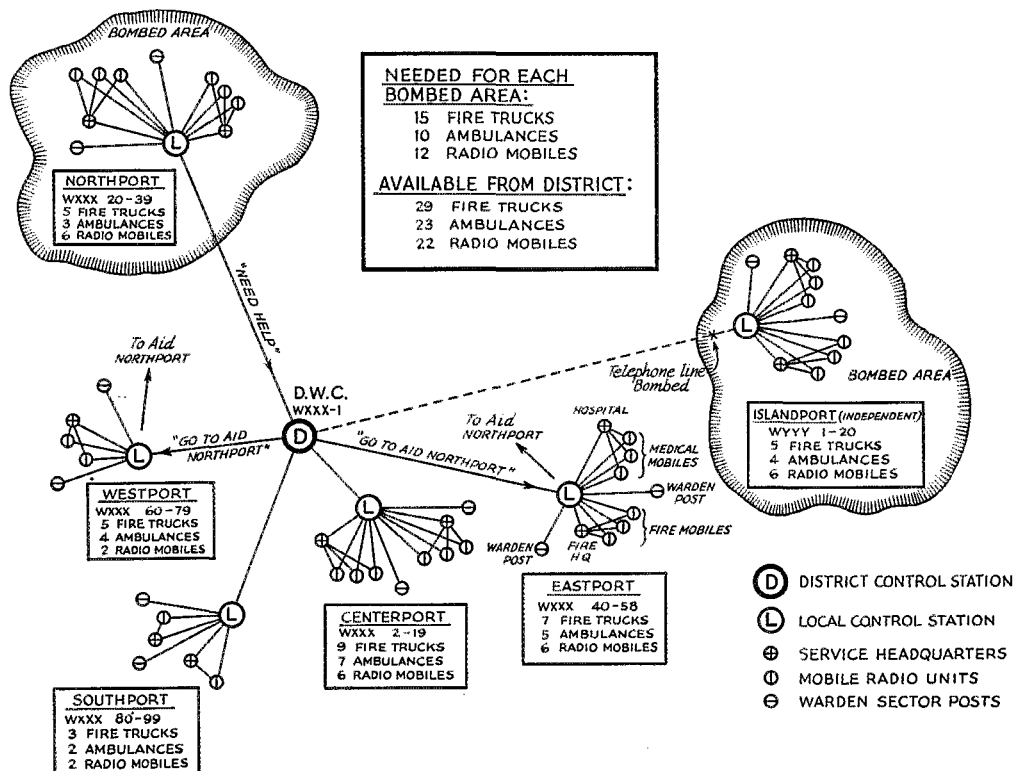 BOMBED AREA
NEEDED FOR EACH
BOMBED AREA:
15 FIRE TRUCKS
10 AMBULANCES
12 RADIO MOBILES
AVAILABLE FROM DISTRICT:
29 FIRE TRUCKS
23 AMBULANCES
22 RADIO MOBILES
L
NORTHPORT
WXXX 20-39
5 FIRE TRUCKS
3 AMBULANCES
6 RADIO MOBILES
"NEED HELP"
L
Telephone line
Bombed
BOMBED AREA
ISLANDPORT (INDEPENDENT)
WYYY 1-20
5 FIRE TRUCKS
4 AMBULANCES
6 RADIO MOBILES
To Aid
NORTHPORT
D.W.C.
WXXX-1
D
"GO TO AID
NORTHPORT"
L
WESTPORT
WXXX 60-79
5 FIRE TRUCKS
4 AMBULANCES
2 RADIO MOBILES
"GO TO AID NORTHPORT"
To Aid
NORTHPORT
HOSPITAL
MEDICAL
MOBILES
L
WARDEN
POST
FIRE MOBILES
WARDEN
POST
FIRE
HQ
EASTPORT
WXXX 40-58
7 FIRE TRUCKS
5 AMBULANCES
6 RADIO MOBILES
L
CENTERPORT
WXXX 2-19
9 FIRE TRUCKS
7 AMBULANCES
6 RADIO MOBILES
L
SOUTHPORT
WXXX 80-99
3 FIRE TRUCKS
2 AMBULANCES
2 RADIO MOBILES
D DISTRICT CONTROL STATION
L LOCAL CONTROL STATION
SERVICE HEADQUARTERS
MOBILE RADIO UNITS
WARDEN SECTOR POSTS